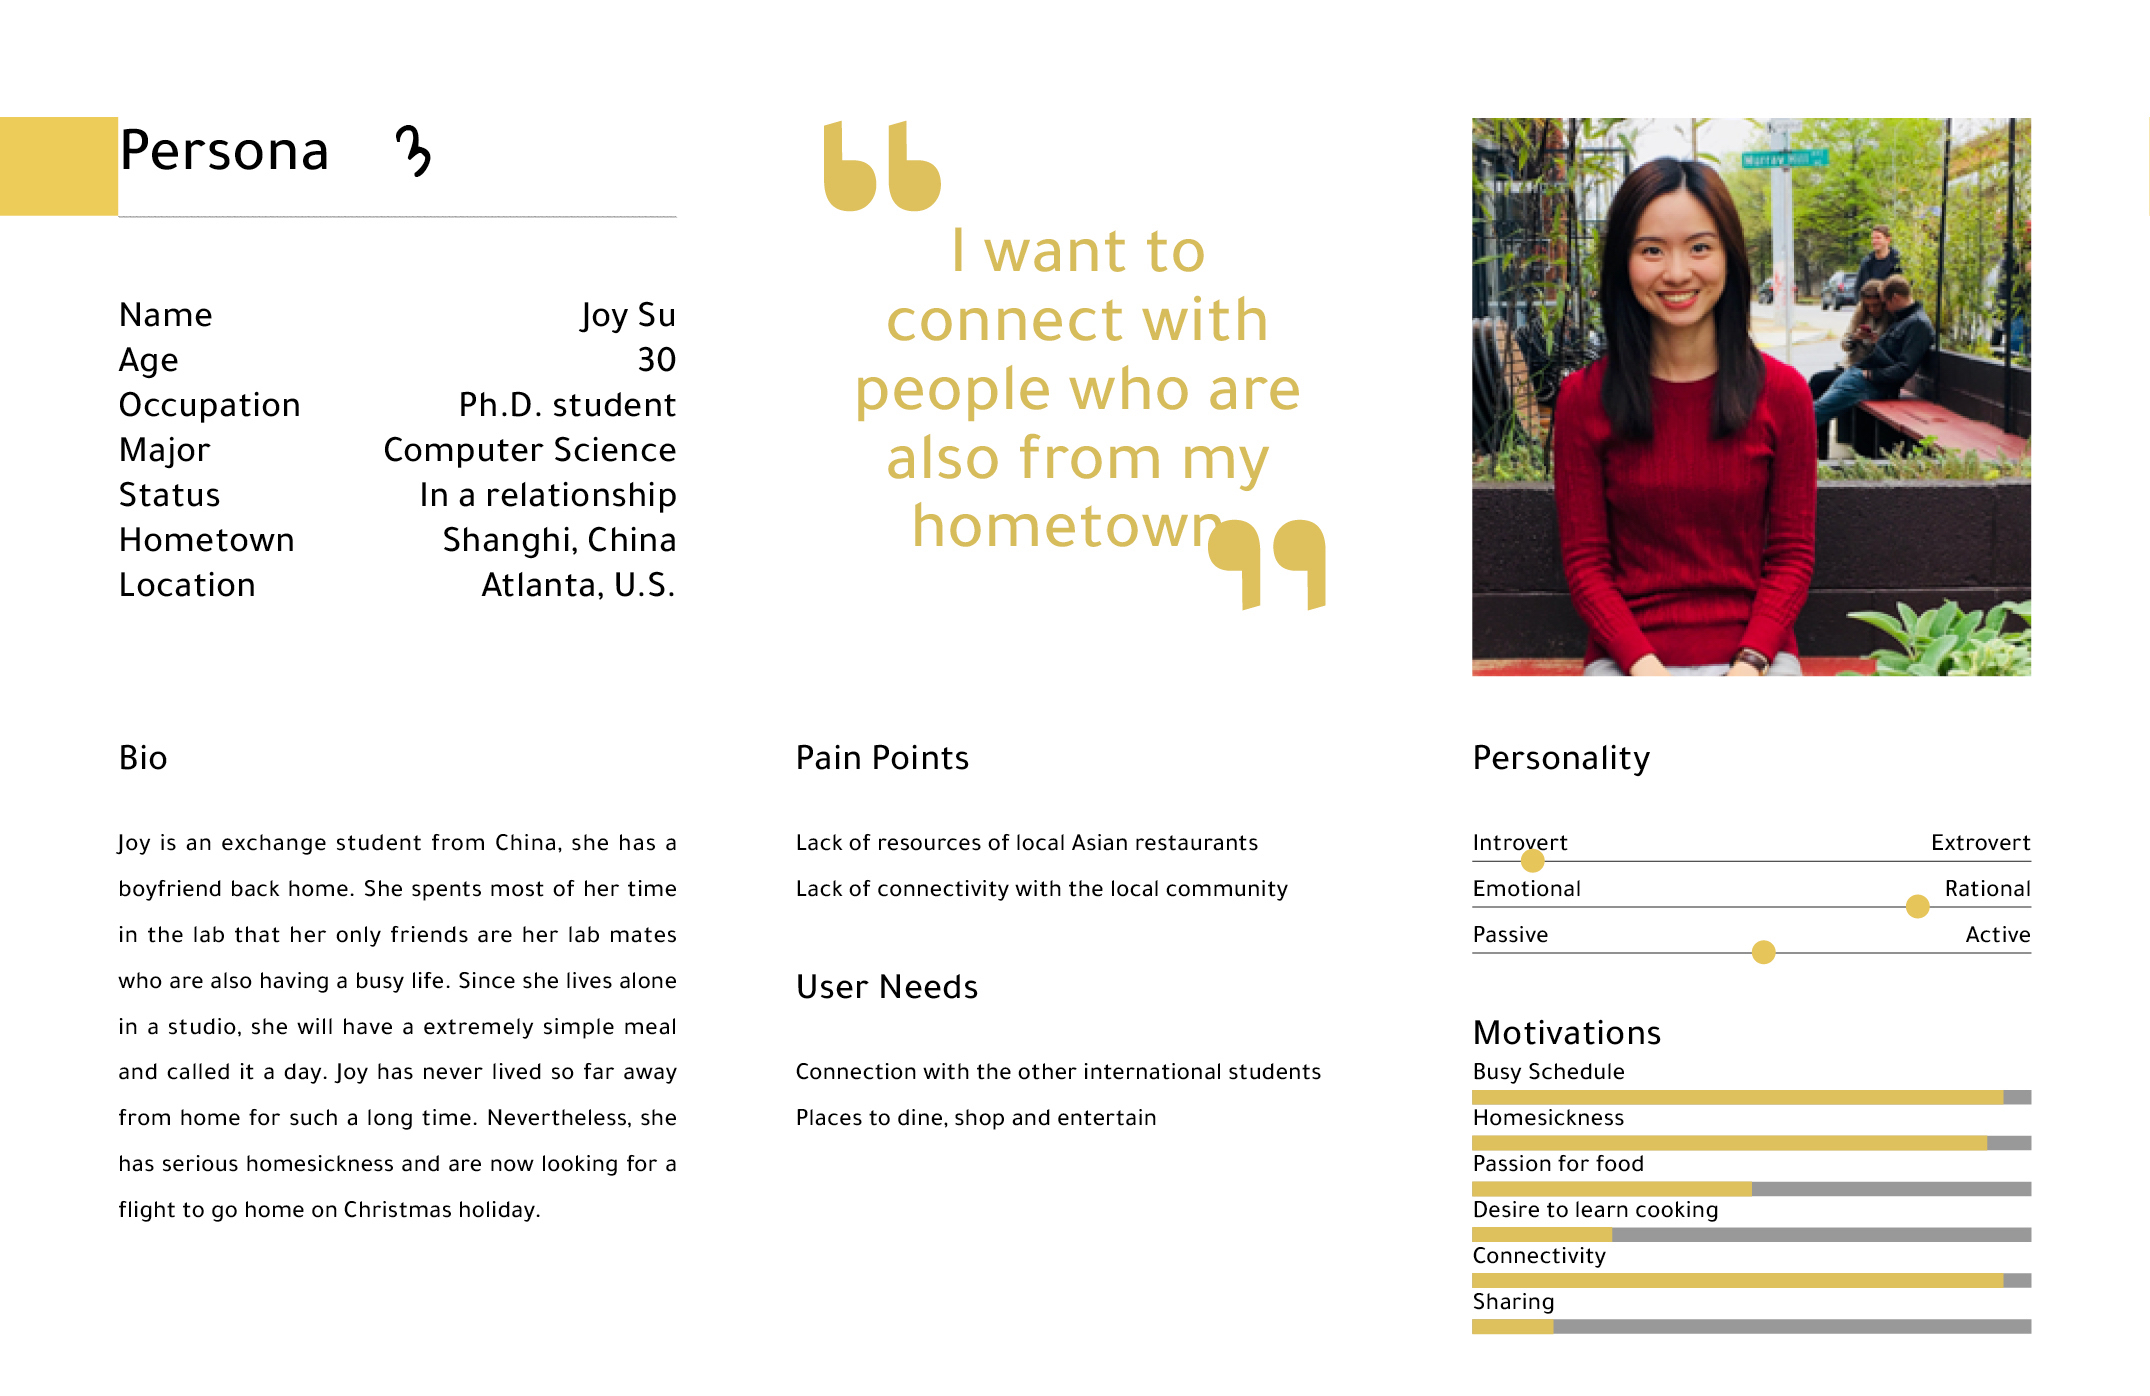 Persona 3
Name Joy Su
Age 30
Occupation Ph.D. student
Major Computer Science
Status In a relationship
Hometown Shanghi, China
Location Atlanta, U.S.
I want to
connect with
people who are
also from my
hometown
Murray Hill
Bio
Joy is an exchange student from China, she has a
boyfriend back home. She spents most of her time
in the lab that her only friends are her lab mates
who are also having a busy life. Since she lives alone
in a studio, she will have a extremely simple meal
and called it a day. Joy has never lived so far away
from home for such a long time. Nevertheless, she
has serious homesickness and are now looking for a
flight to go home on Christmas holiday.
Pain Points
Lack of resources of local Asian restaurants
Lack of connectivity with the local community
User Needs
Connection with the other international students
Places to dine, shop and entertain
Personality
Introvert Extrovert
Emotional Rational
Passive Active
Motivations
Busy Schedule
Homesickness
Passion for food
Desire to learn cooking
Connectivity
Sharing